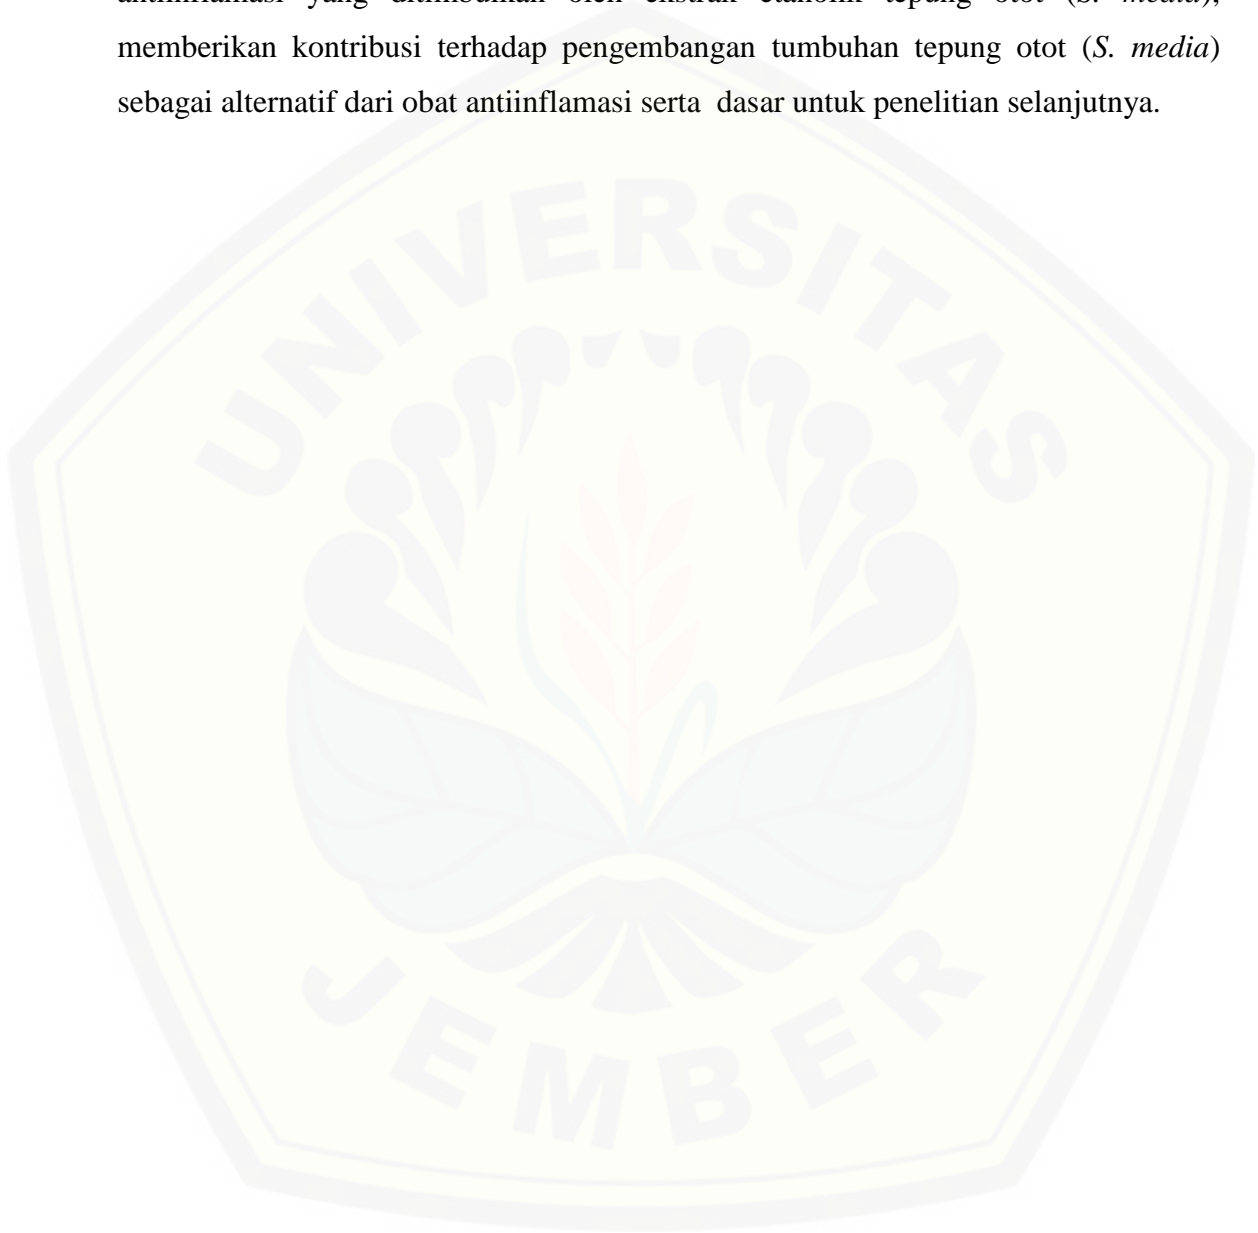 antiinflamasi yang ditimbulkan oleh ekstrak etanolik tepung otot (S. media),
memberikan kontribusi terhadap pengembangan tumbuhan tepung otot (S. media)
sebagai alternatif dari obat antiinflamasi serta dasar untuk penelitian selanjutnya.
UNIVERSITAS
JEMBER